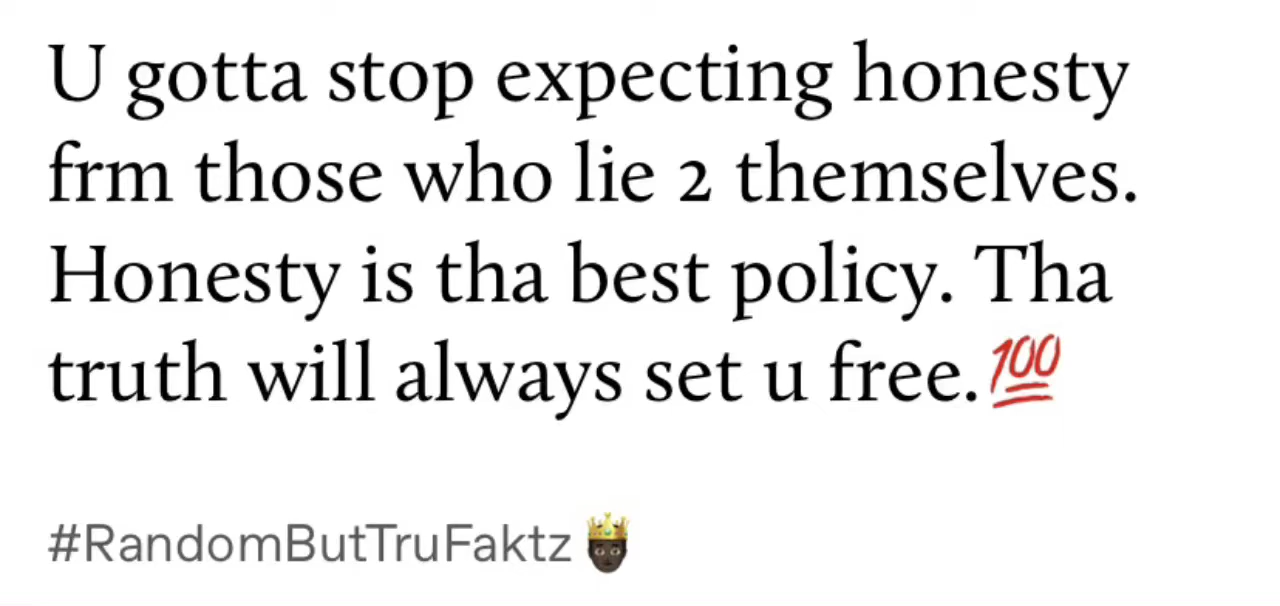 U gotta stop expecting honesty
frm those who lie 2 themselves.
Honesty is tha best policy. Tha
truth will always set u free.💯
#RandomButTruFaktz🤴🏿